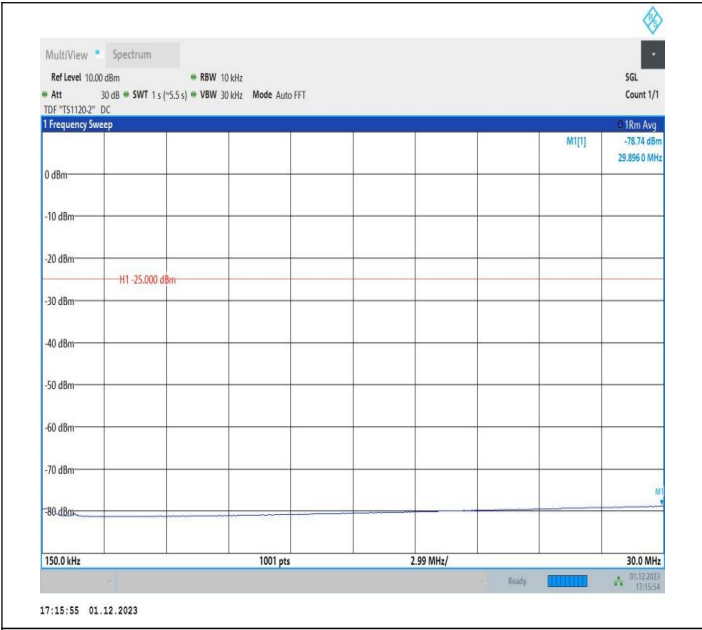 MultiView Spectrum
Ref Level 10.00 dBm RBW 10 kHz SGL
Att 30 dB SWT 1 s (~5.5 s) VBW 30 kHz Mode Auto FFT Count 1/1
TDF "TS1120-2" DC
1 Frequency Sweep 1Rm Avg
M1[1] -78.74 dBm
29.896 0 MHz
0 dBm
-10 dBm
-20 dBm
H1 -25.000 dBm
-30 dBm
-40 dBm
-50 dBm
-60 dBm
-70 dBm
M1
-80 dBm
150.0 kHz 1001 pts 2.99 MHz/ 30.0 MHz
Ready 01.12.2023
17:15:54
17:15:55 01.12.2023